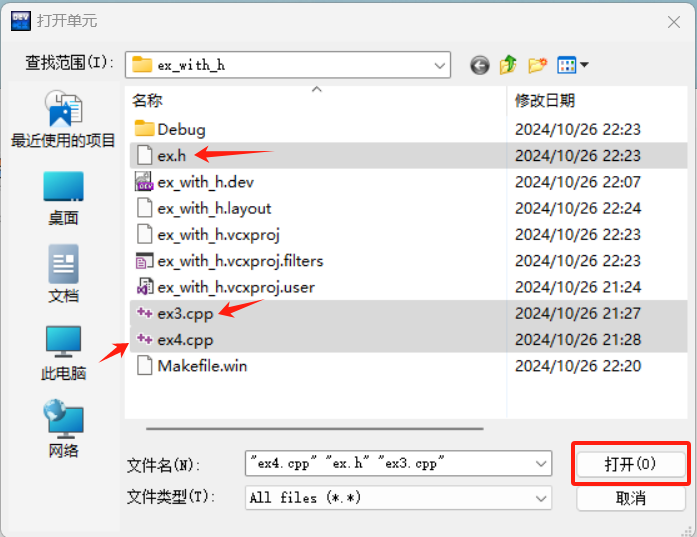 打开单元
查找范围(I): ex_with_h
名称 修改日期
最近使用的项目
桌面
文档
此电脑
网络
Debug 2024/10/26 22:23
ex.h 2024/10/26 22:23
ex_with_h.dev 2024/10/26 22:07
ex_with_h.layout 2024/10/26 22:24
ex_with_h.vcxproj 2024/10/26 22:23
ex_with_h.vcxproj.filters 2024/10/26 22:23
ex_with_h.vcxproj.user 2024/10/26 21:24
ex3.cpp 2024/10/26 21:27
ex4.cpp 2024/10/26 21:28
Makefile.win 2024/10/26 22:20
文件名(N): "ex4.cpp" "ex.h" "ex3.cpp" 打开(O)
文件类型(T): All files (*.*) 取消